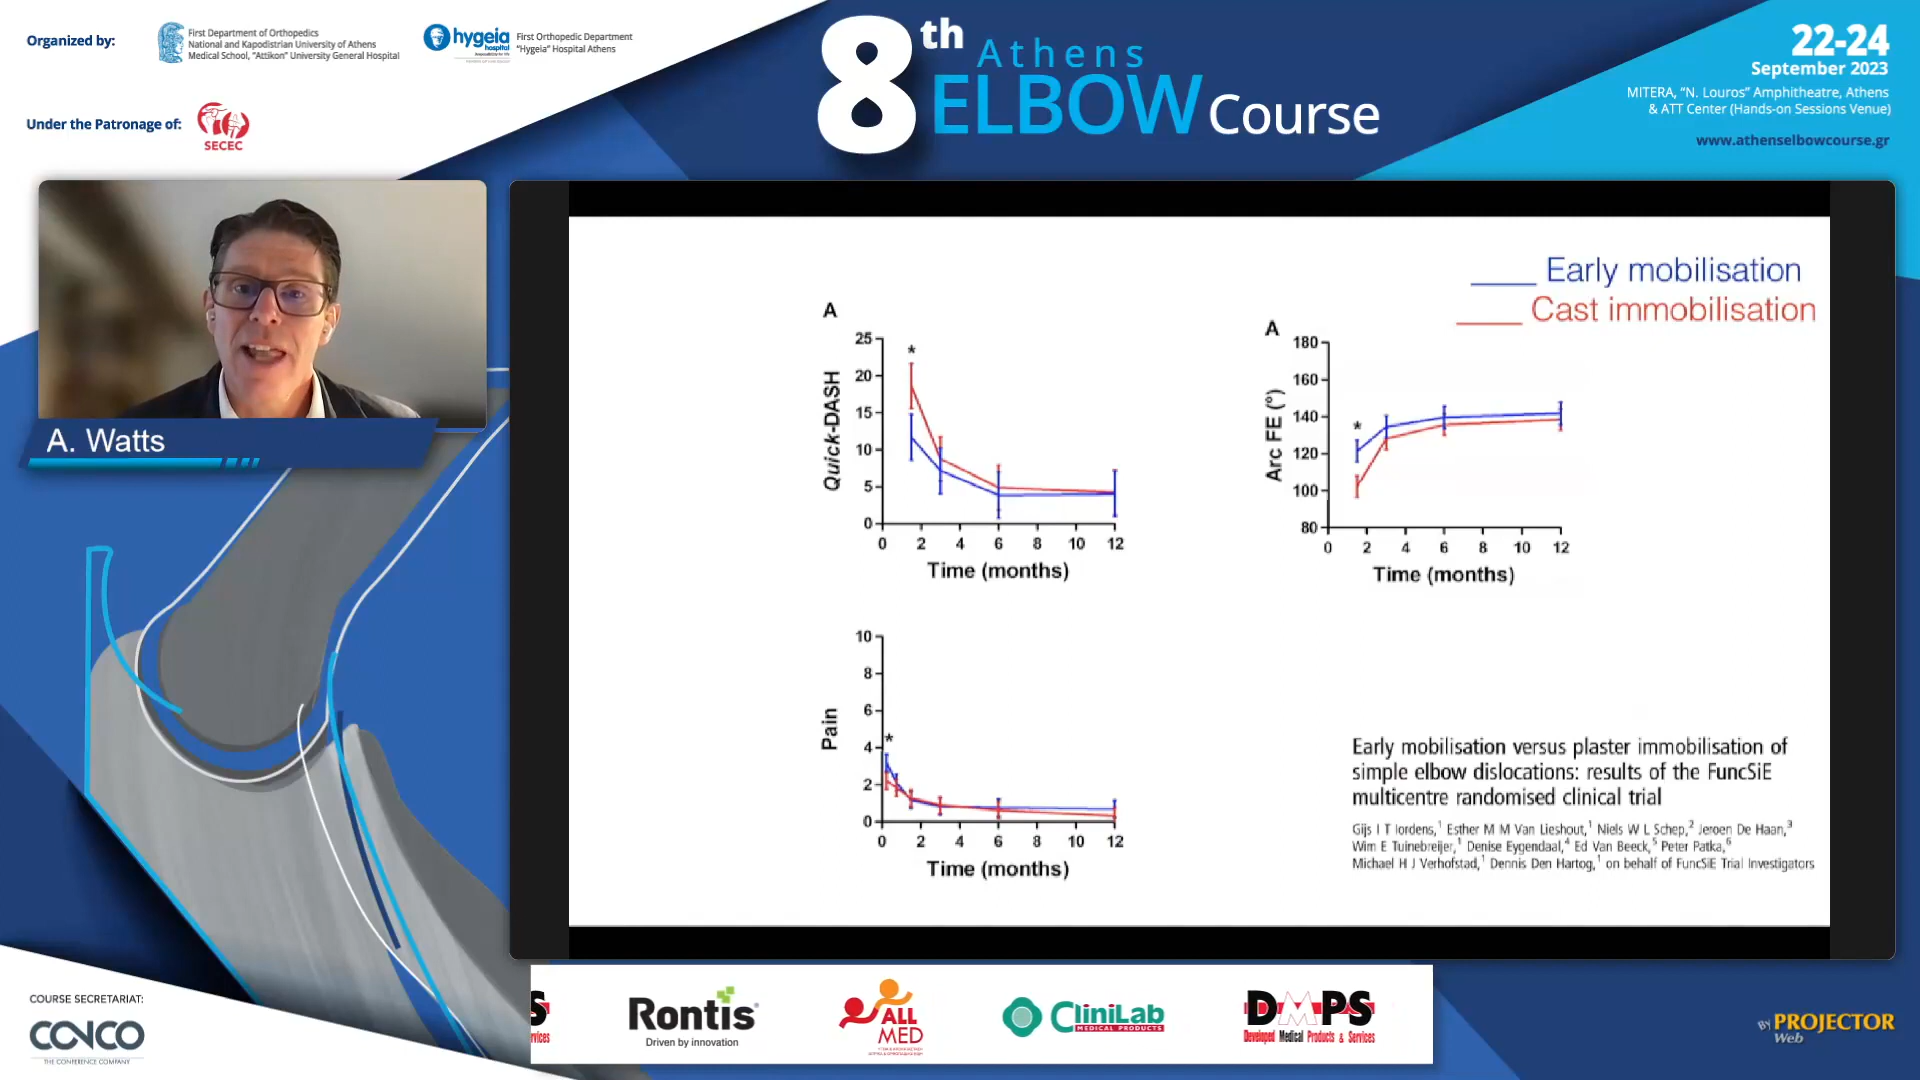 Organized by:
First Department of Orthopedics
National and Kapodistrian University of Athens
Medical School, "Attikon" University General Hospital
hygeia
hospital
First Orthopedic Department
"Hygeia" Hospital Athens
Under the Patronage of:
SECEC
8th Athens
ELBOW Course
22-24
September 2023
MITERA, "N. Louros" Amphitheatre, Athens
& ATT Center (Hands-on Sessions Venue)
www.athenselbowcourse.gr
A. Watts
Early mobilisation
Cast immobilisation
A
25
20
15
10
5
0
*
Quick-DASH
0 2 4 6 8 10 12
Time (months)
A
180
160
140
120
100
80
*
Arc FE (°)
0 2 4 6 8 10 12
Time (months)
10
8
6
4
2
0
*
Pain
0 2 4 6 8 10 12
Time (months)
Early mobilisation versus plaster immobilisation of
simple elbow dislocations: results of the FuncSiE
multicentre randomised clinical trial
Gijs I T Iordens,1 Esther M M Van Lieshout,1 Niels W L Schep,2 Jeroen De Haan,3
Wim E Tuinebreijer,1 Denise Eygendaal,4 Ed Van Beeck,5 Peter Patka,6
Michael H J Verhofstad,1 Dennis Den Hartog,1 on behalf of FuncSiE Trial Investigators
COURSE SECRETARIAT:
CONCO
THE CONFERENCE COMPANY
S
rvices
Rontis
Driven by innovation
ALL
MED
CliniLab
MEDICAL PRODUCTS
DMPS
Developed Medical Products & Services
BY PROJECTOR
Web